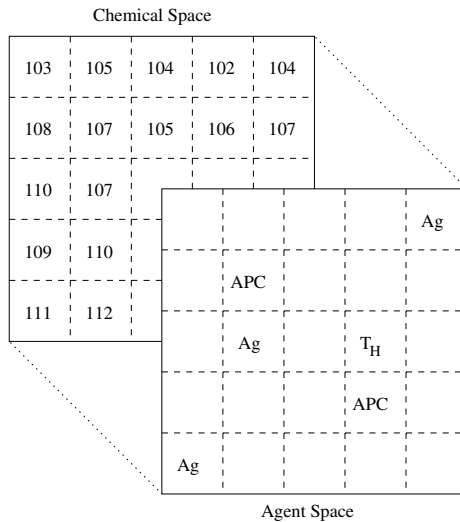 Chemical Space
103 105 104 102 104
108 107 105 106 107
110 107
109 110
111 112
Ag
APC
Ag T_H
APC
Ag
Agent Space